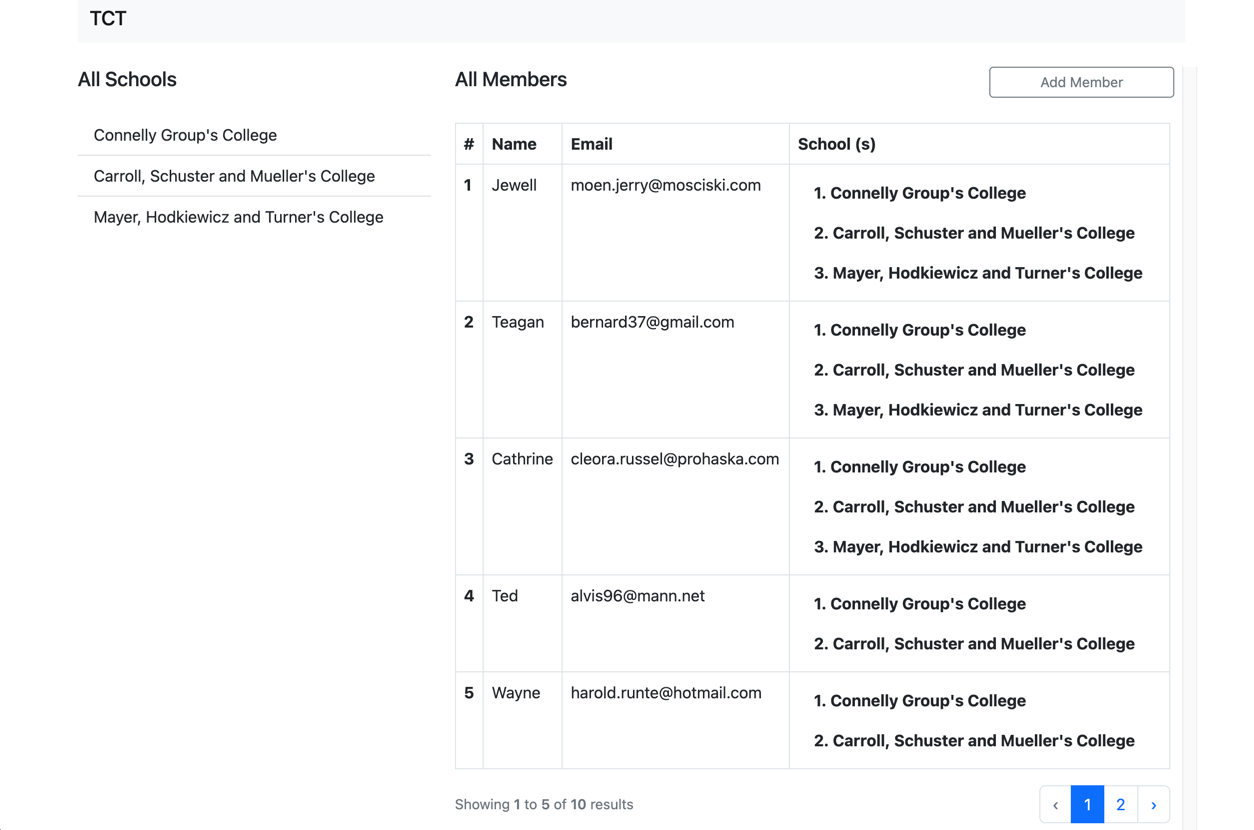 TCT
All Schools
Connelly Group's College
Carroll, Schuster and Mueller's College
Mayer, Hodkiewicz and Turner's College
All Members
Add Member
# Name Email School (s)
1 Jewell moen.jerry@mosciski.com 1. Connelly Group's College
2. Carroll, Schuster and Mueller's College
3. Mayer, Hodkiewicz and Turner's College
2 Teagan bernard37@gmail.com 1. Connelly Group's College
2. Carroll, Schuster and Mueller's College
3. Mayer, Hodkiewicz and Turner's College
3 Cathrine cleora.russel@prohaska.com 1. Connelly Group's College
2. Carroll, Schuster and Mueller's College
3. Mayer, Hodkiewicz and Turner's College
4 Ted alvis96@mann.net 1. Connelly Group's College
2. Carroll, Schuster and Mueller's College
5 Wayne harold.runte@hotmail.com 1. Connelly Group's College
2. Carroll, Schuster and Mueller's College
Showing 1 to 5 of 10 results
‹ 1 2 ›